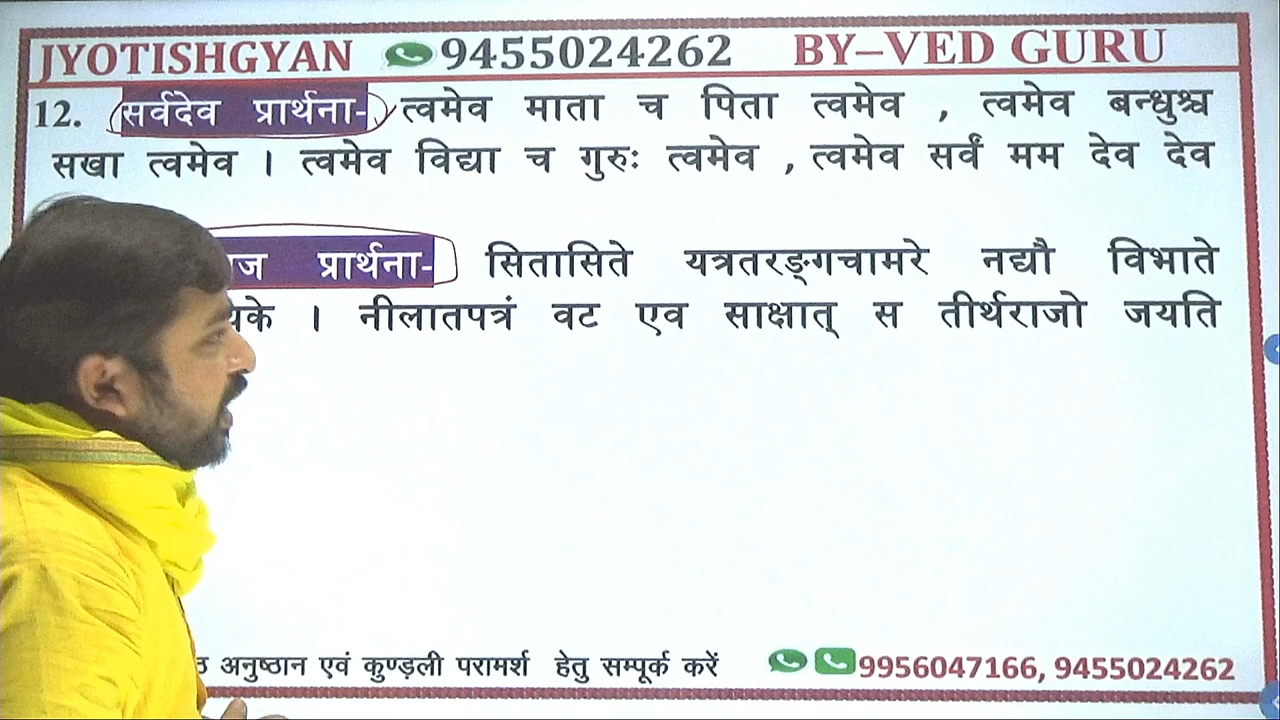 JYOTISHGYAN 9455024262 BY–VED GURU
12. सर्वदेव प्रार्थना- त्वमेव माता च पिता त्वमेव , त्वमेव बन्धुश्च
सखा त्वमेव । त्वमेव विद्या च गुरुः त्वमेव , त्वमेव सर्वं मम देव देव
प्रार्थना- सितासिते यत्रतरङ्गचामरे नद्यौ विभाते
। नीलातपत्रं वट एव साक्षात् स तीर्थराजो जयति
अनुष्ठान एवं कुण्ड़ली परामर्श हेतु सम्पूर्क करें 9956047166, 9455024262